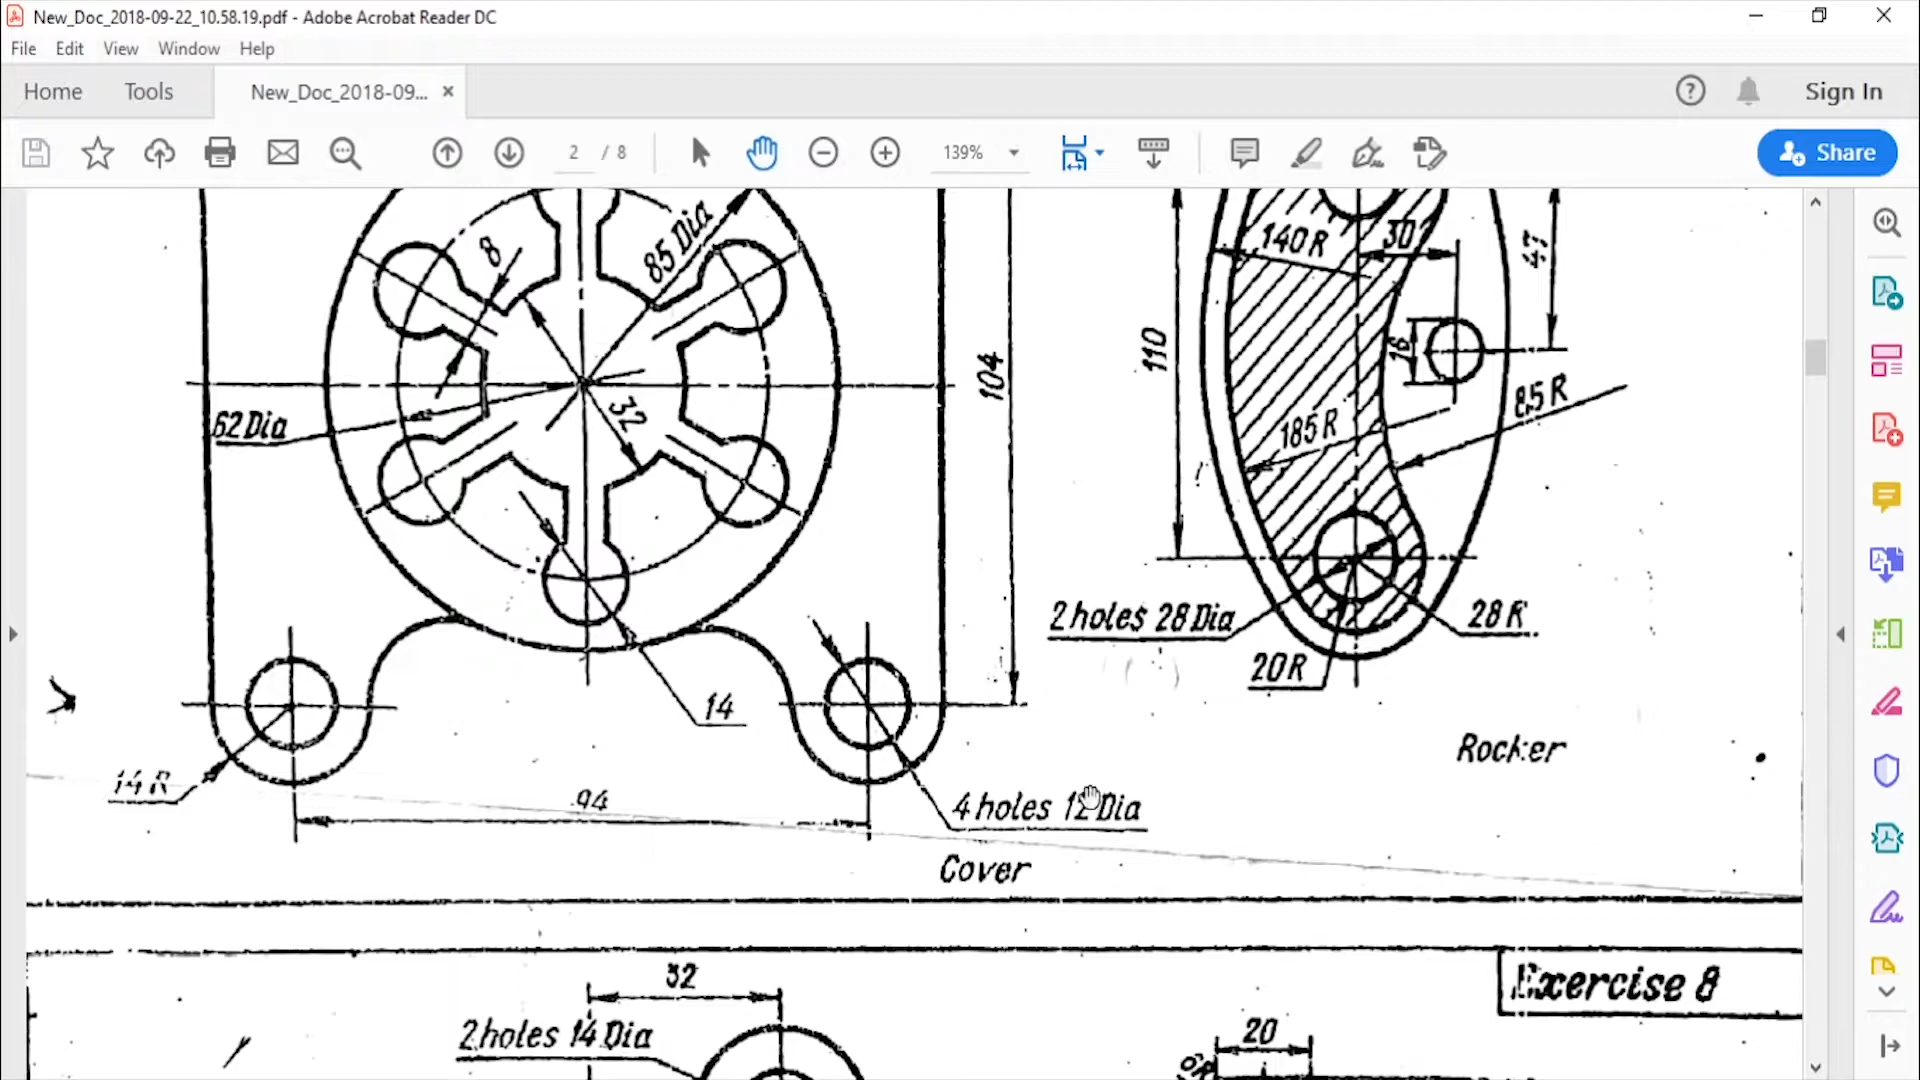 New_Doc_2018-09-22_10.58.19.pdf - Adobe Acrobat Reader DC
File Edit View Window Help
Home Tools New_Doc_2018-09... × Sign In
2 / 8 139% Share
8
85 Dia
140 R
30
47
110
104
16
62 Dia
32
8.5 R
185 R
2 holes 28 Dia
28 R
20 R
14
Rocker
14 R
94
4 holes 12 Dia
Cover
Exercise 8
32
2 holes 14 Dia
20